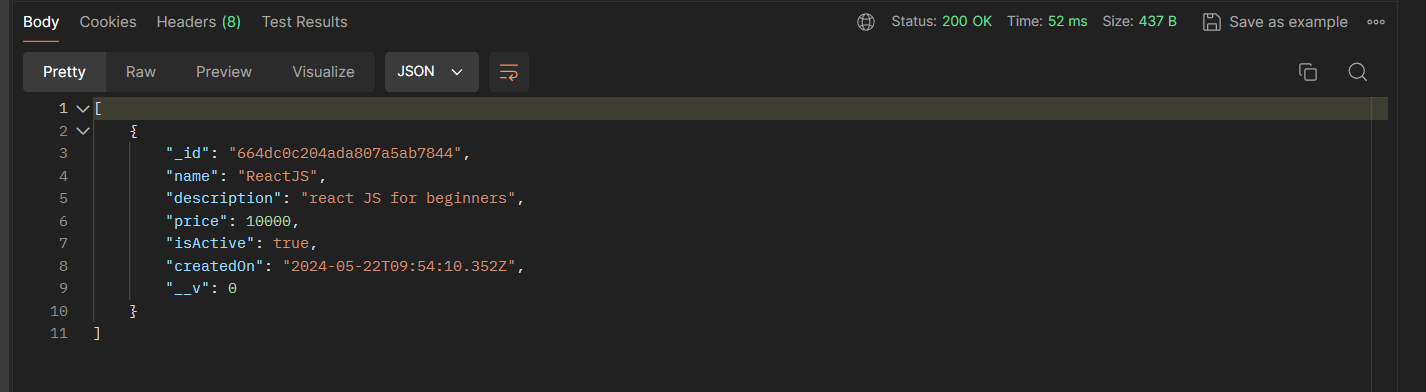 Body Cookies Headers (8) Test Results Status: 200 OK Time: 52 ms Size: 437 B Save as example
Pretty Raw Preview Visualize JSON
1 [
2 {
3 "_id": "664dc0c204ada807a5ab7844",
4 "name": "ReactJS",
5 "description": "react JS for beginners",
6 "price": 10000,
7 "isActive": true,
8 "createdOn": "2024-05-22T09:54:10.352Z",
9 "__v": 0
10 }
11 ]